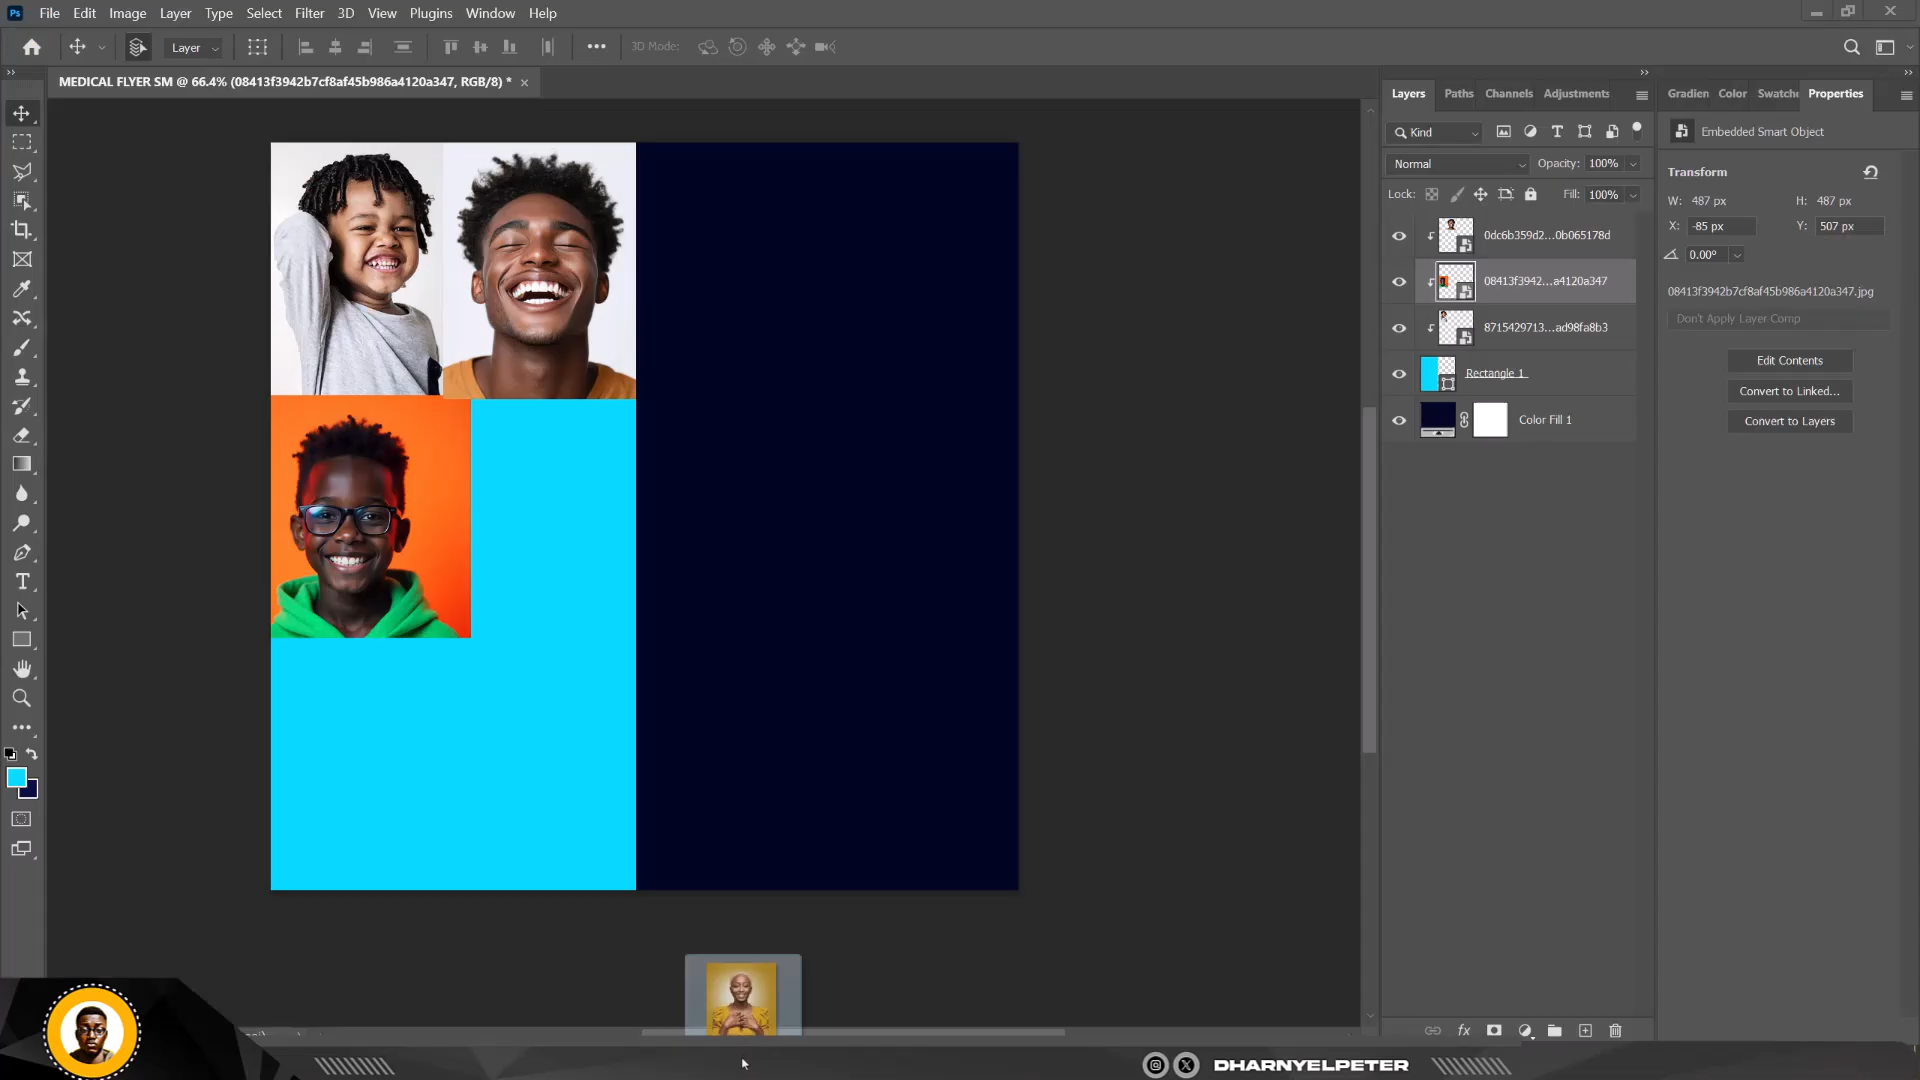 Ps File Edit Image Layer Type Select Filter 3D View Plugins Window Help
Layer 3D Mode:
MEDICAL FLYER SM @ 66.4% (08413f3942b7cf8af45b986a4120a347, RGB/8) *
Layers Paths Channels Adjustments
Kind
Normal Opacity: 100%
Lock: Fill: 100%
0dc6b359d2...0b065178d
08413f3942...a4120a347
8715429713...ad98fa8b3
Rectangle 1
Color Fill 1
fx
Gradien Color Swatche Properties
Embedded Smart Object
Transform
W: 487 px H: 487 px
X: -85 px Y: 507 px
0.00°
08413f3942b7cf8af45b986a4120a347.jpg
Don't Apply Layer Comp
Edit Contents
Convert to Linked...
Convert to Layers
DHARNYELPETER